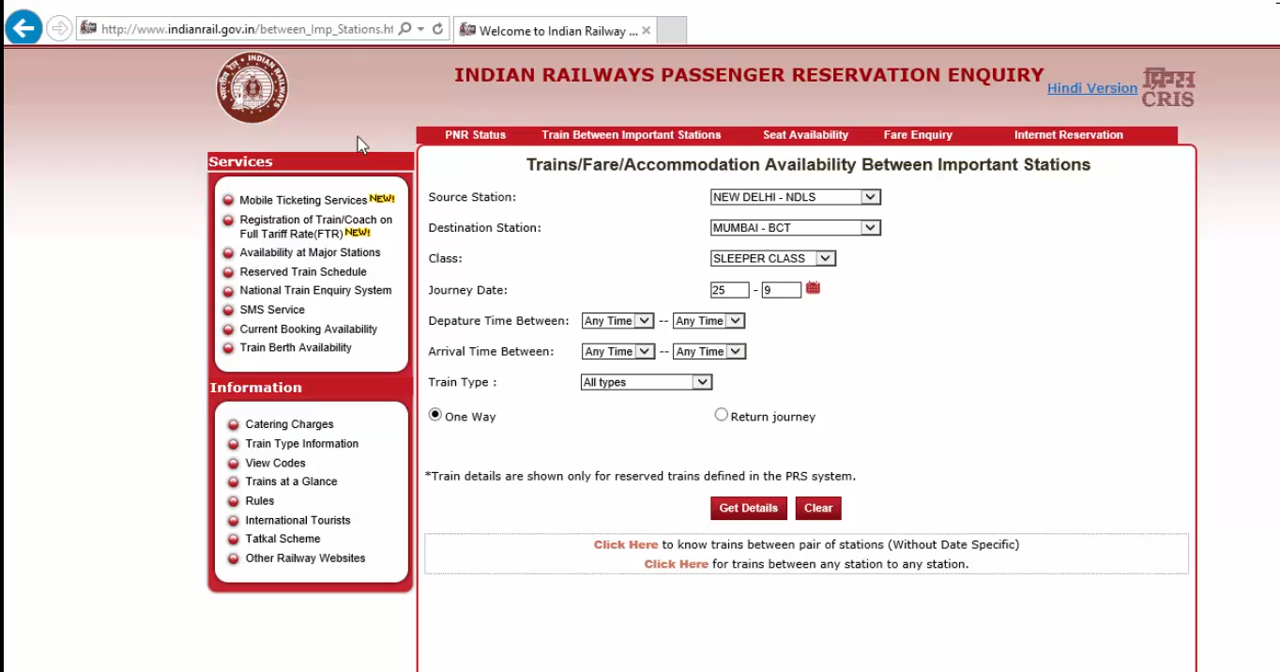 http://www.indianrail.gov.in/between_Imp_Stations.ht
Welcome to Indian Railway ...
INDIAN RAILWAYS
INDIAN RAILWAYS PASSENGER RESERVATION ENQUIRY
Hindi Version
क्रिस
CRIS
PNR Status Train Between Important Stations Seat Availability Fare Enquiry Internet Reservation
Services
Mobile Ticketing Services NEW!
Registration of Train/Coach on
Full Tariff Rate(FTR) NEW!
Availability at Major Stations
Reserved Train Schedule
National Train Enquiry System
SMS Service
Current Booking Availability
Train Berth Availability
Information
Catering Charges
Train Type Information
View Codes
Trains at a Glance
Rules
International Tourists
Tatkal Scheme
Other Railway Websites
Trains/Fare/Accommodation Availability Between Important Stations
Source Station: NEW DELHI - NDLS
Destination Station: MUMBAI - BCT
Class: SLEEPER CLASS
Journey Date: 25 - 9
Depature Time Between: Any Time -- Any Time
Arrival Time Between: Any Time -- Any Time
Train Type : All types
One Way Return journey
*Train details are shown only for reserved trains defined in the PRS system.
Get Details Clear
Click Here to know trains between pair of stations (Without Date Specific)
Click Here for trains between any station to any station.